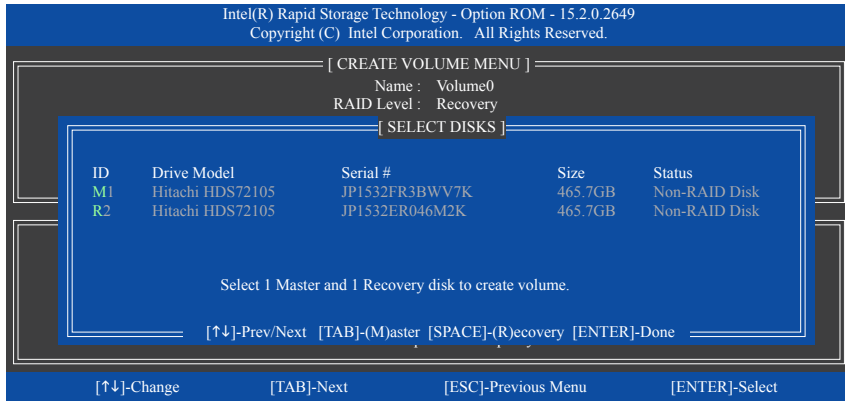 Intel(R) Rapid Storage Technology - Option ROM - 15.2.0.2649
Copyright (C) Intel Corporation. All Rights Reserved.
[ CREATE VOLUME MENU ]
Name : Volume0
RAID Level : Recovery
[ SELECT DISKS ]
ID Drive Model Serial # Size Status
M1 Hitachi HDS72105 JP1532FR3BWV7K 465.7GB Non-RAID Disk
R2 Hitachi HDS72105 JP1532ER046M2K 465.7GB Non-RAID Disk
Select 1 Master and 1 Recovery disk to create volume.
[↑↓]-Prev/Next [TAB]-(M)aster [SPACE]-(R)ecovery [ENTER]-Done
[↑↓]-Change [TAB]-Next [ESC]-Previous Menu [ENTER]-Select